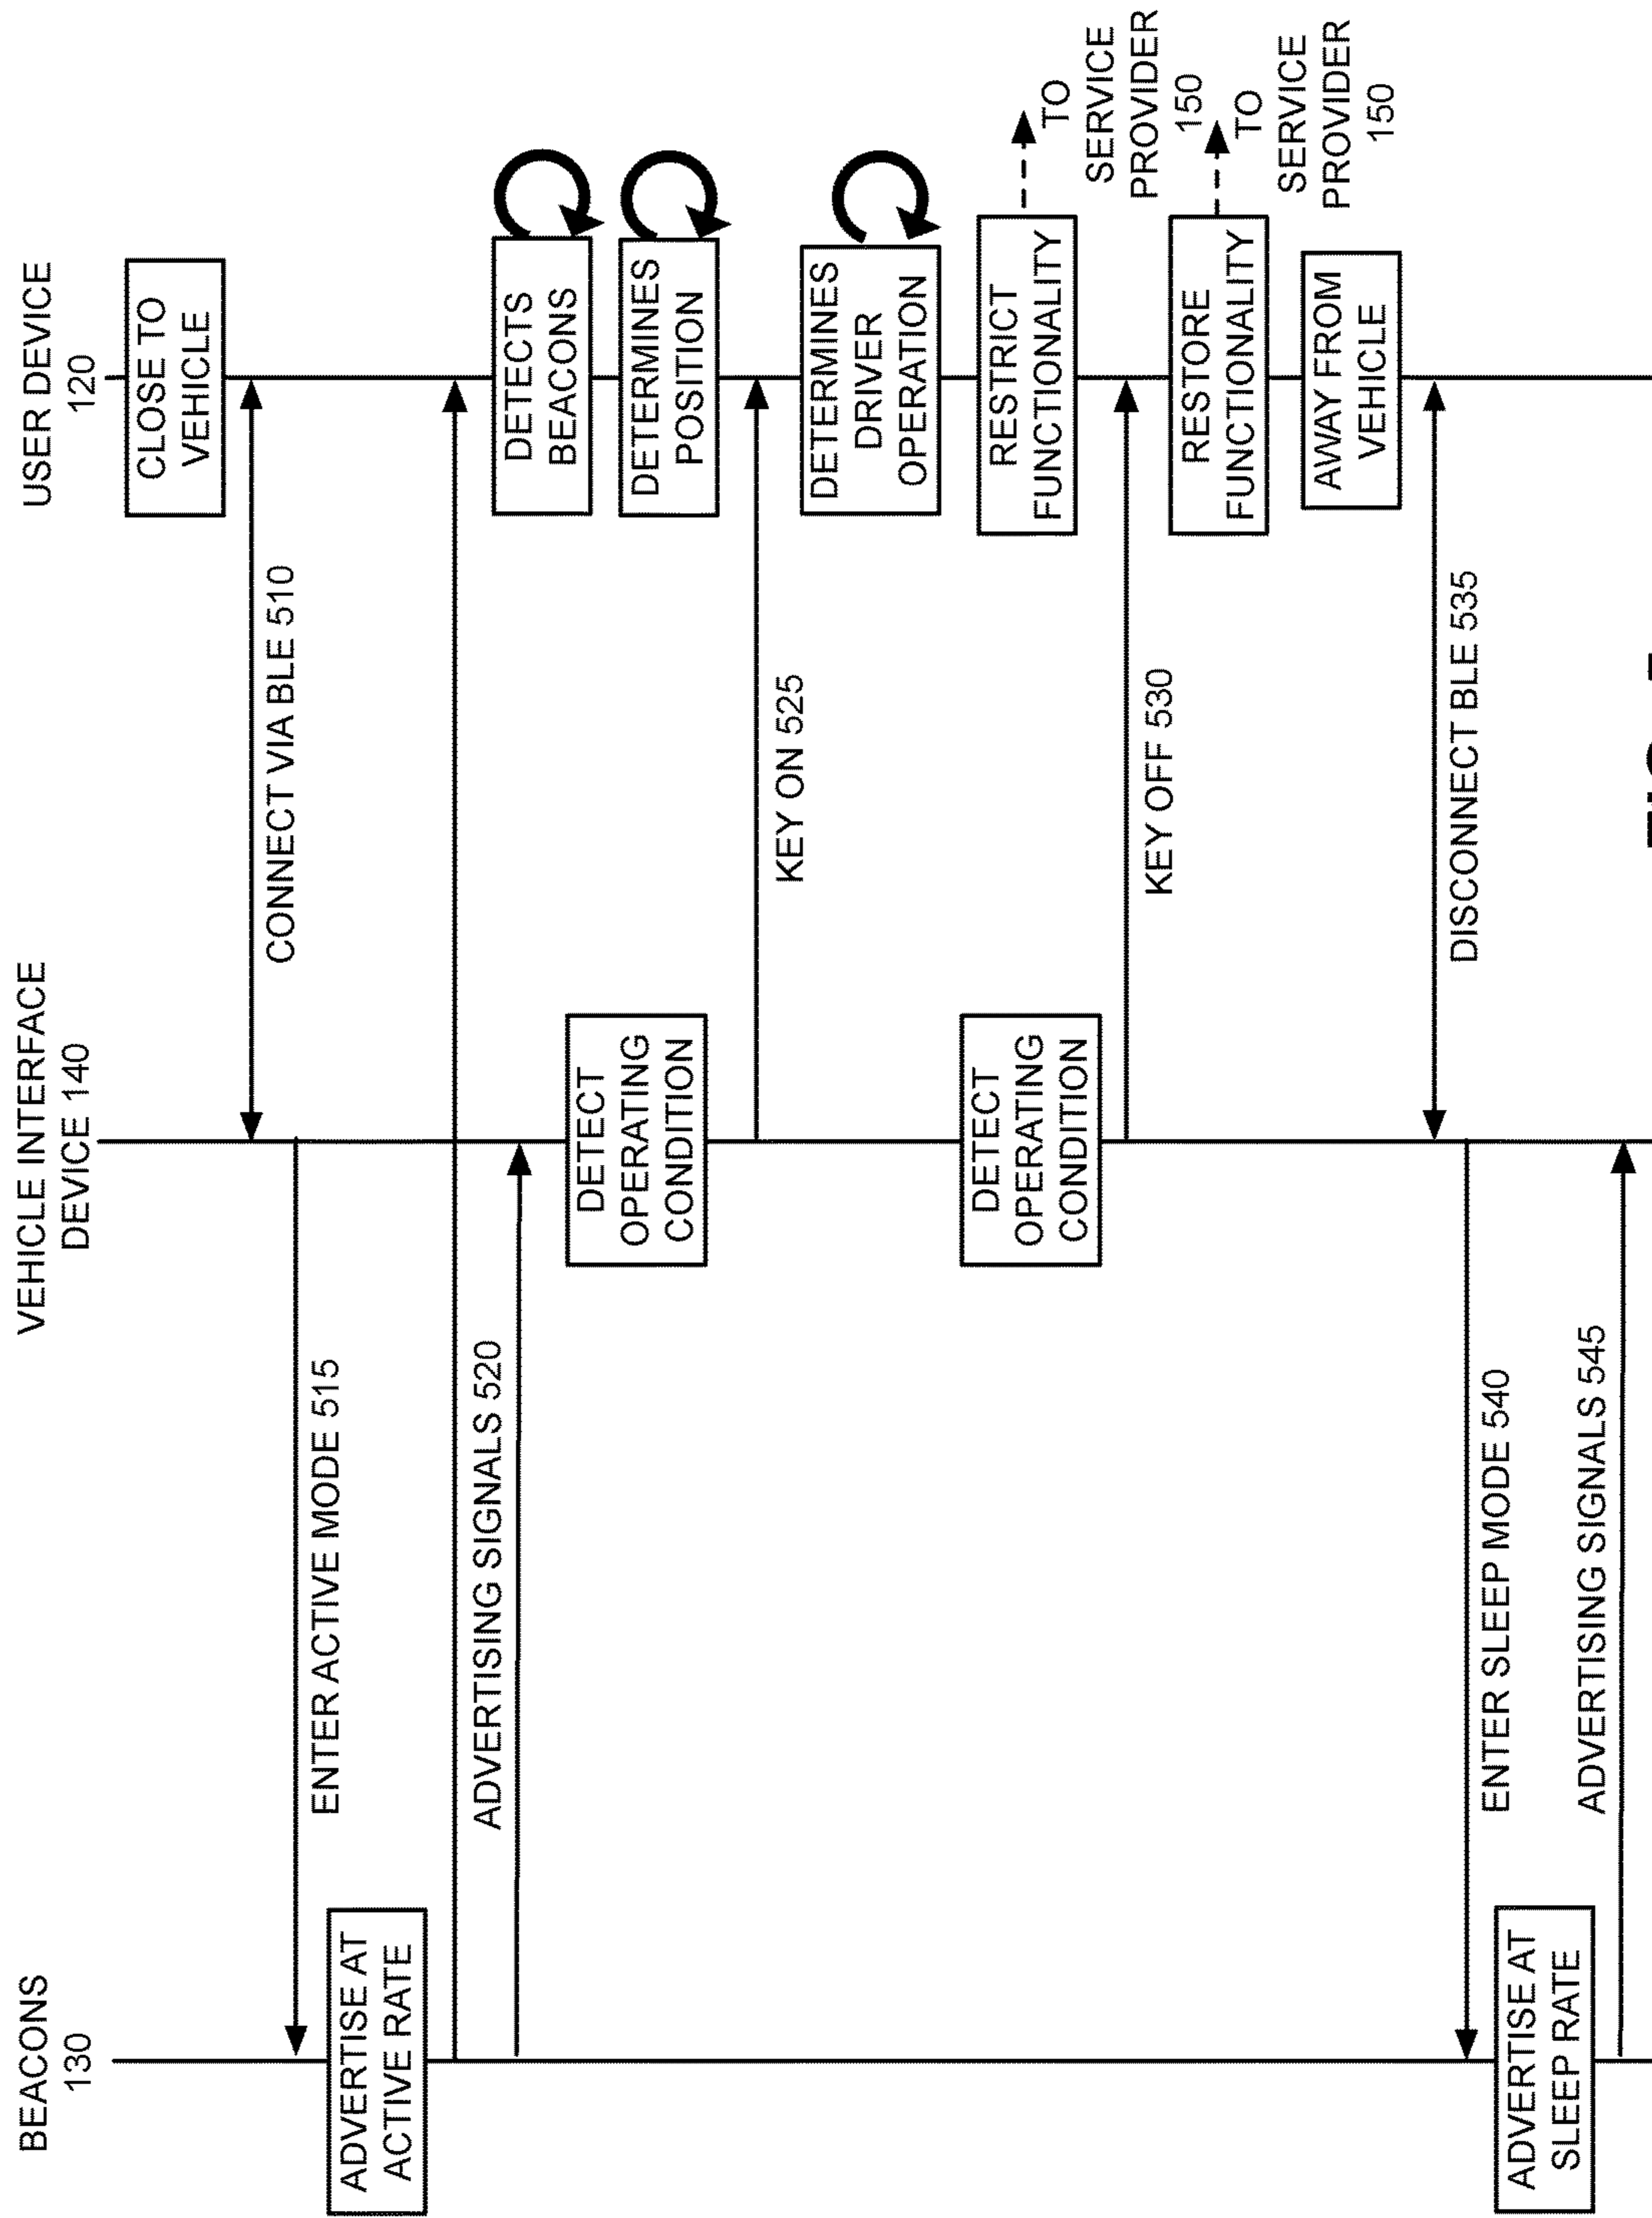 BEACONS
130
VEHICLE INTERFACE
DEVICE 140
USER DEVICE
120
CLOSE TO
VEHICLE
CONNECT VIA BLE 510
ENTER ACTIVE MODE 515
ADVERTISE AT
ACTIVE RATE
ADVERTISING SIGNALS 520
DETECTS
BEACONS
DETECT
OPERATING
CONDITION
DETERMINES
POSITION
KEY ON 525
DETERMINES
DRIVER
OPERATION
DETECT
OPERATING
CONDITION
RESTRICT
FUNCTIONALITY
TO
SERVICE
PROVIDER
150
KEY OFF 530
RESTORE
FUNCTIONALITY
TO
SERVICE
PROVIDER
150
AWAY FROM
VEHICLE
DISCONNECT BLE 535
ENTER SLEEP MODE 540
ADVERTISE AT
SLEEP RATE
ADVERTISING SIGNALS 545